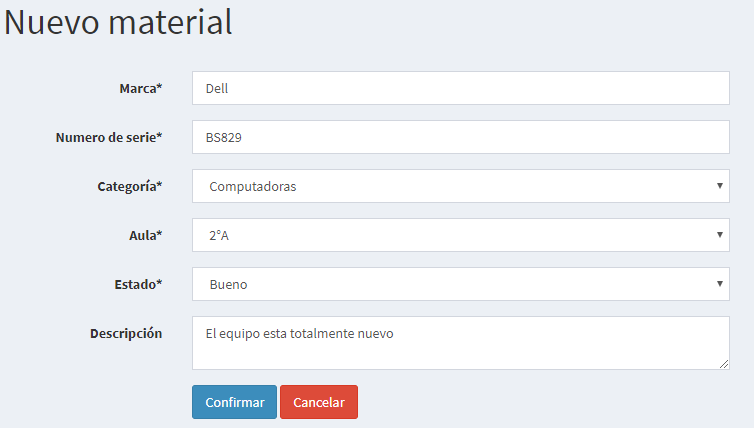 Nuevo material
Marca* Dell
Numero de serie* BS829
Categoría* Computadoras
Aula* 2°A
Estado* Bueno
Descripción El equipo esta totalmente nuevo
Confirmar Cancelar